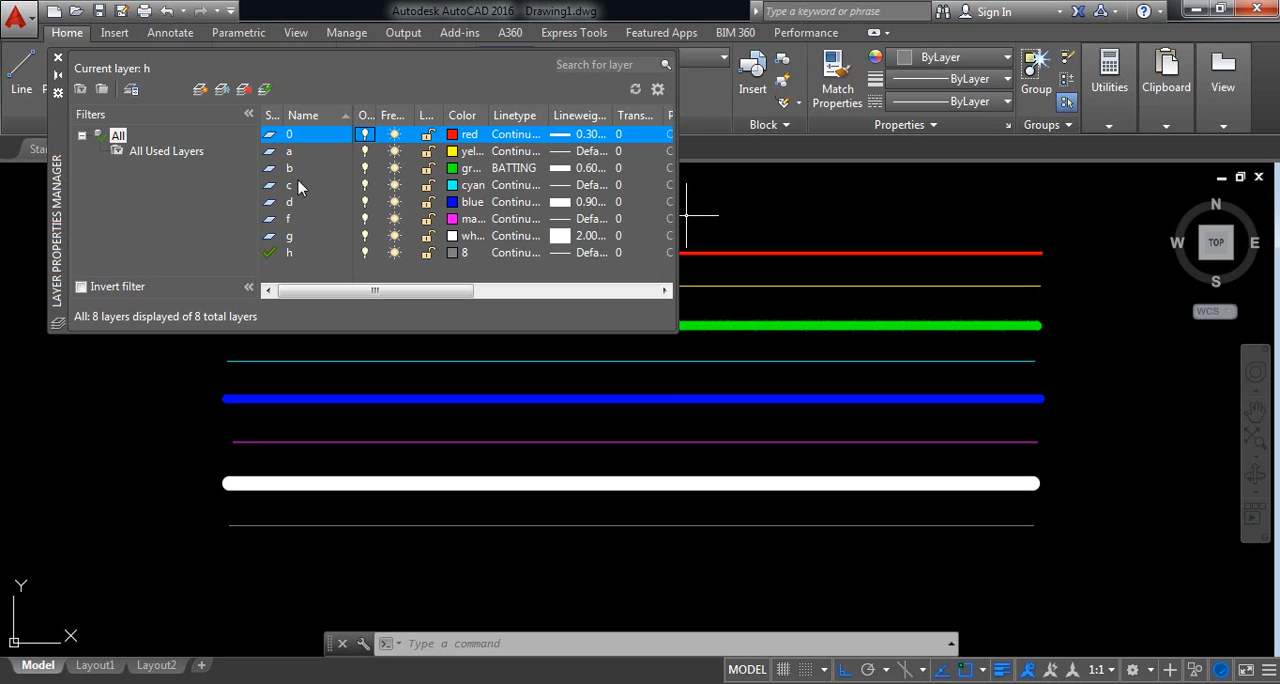 Autodesk AutoCAD 2016 Drawing1.dwg
Type a keyword or phrase
Sign In
Home Insert Annotate Parametric View Manage Output Add-ins A360 Express Tools Featured Apps BIM 360 Performance
Line
Insert
Match
Properties
ByLayer
ByLayer
ByLayer
Group
Utilities
Clipboard
View
Block
Properties
Groups
Current layer: h
Search for layer
Filters
All
All Used Layers
Invert filter
LAYER PROPERTIES MANAGER
S... Name O... Fre... L... Color Linetype Lineweig... Trans... P
0 red Continu... 0.30... 0 C
a yel... Continu... Defa... 0 C
b gr... BATTING 0.60... 0 C
c cyan Continu... Defa... 0 C
d blue Continu... 0.90... 0 C
f ma... Continu... Defa... 0 C
g wh... Continu... 2.00... 0 C
h 8 Continu... Defa... 0 C
All: 8 layers displayed of 8 total layers
Sta
N
W TOP E
S
WCS
Y
X
Type a command
Model Layout1 Layout2 +
MODEL 1:1